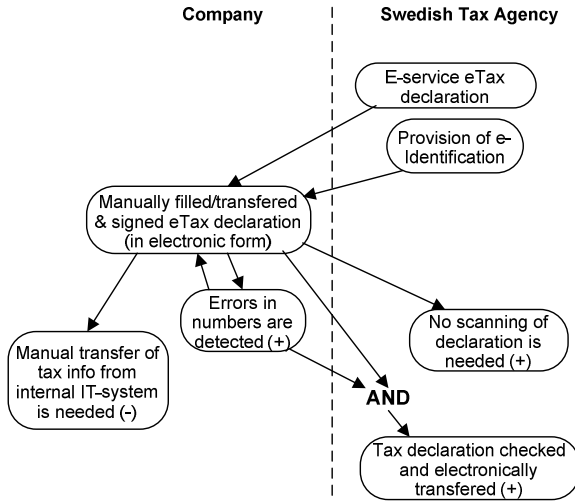 Company
Swedish Tax Agency
E-service eTax
declaration
Provision of e-
Identification
Manually filled/transfered
& signed eTax declaration
(in electronic form)
Errors in
numbers are
detected (+)
No scanning of
declaration is
needed (+)
Manual transfer of
tax info from
internal IT-system
is needed (-)
AND
Tax declaration checked
and electronically
transfered (+)